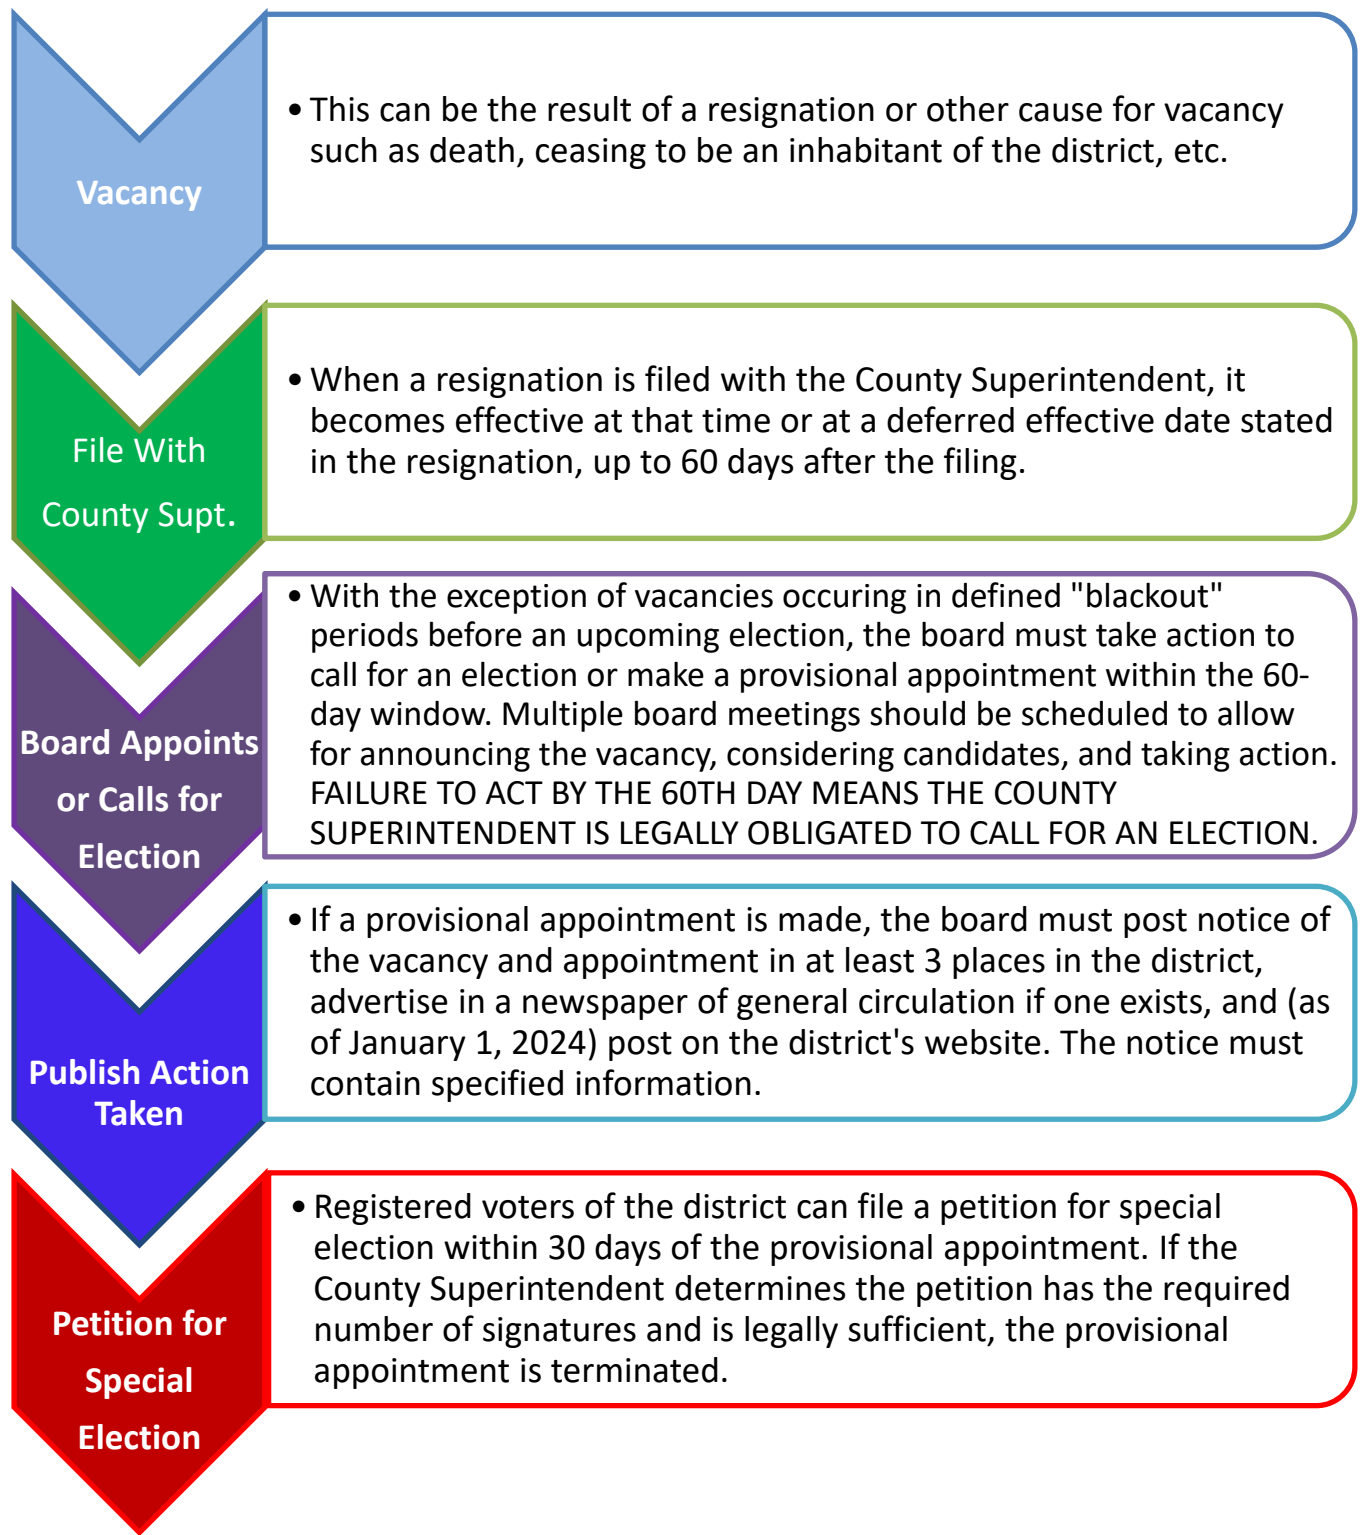 Vacancy
• This can be the result of a resignation or other cause for vacancy
such as death, ceasing to be an inhabitant of the district, etc.
File With
County Supt.
• When a resignation is filed with the County Superintendent, it
becomes effective at that time or at a deferred effective date stated
in the resignation, up to 60 days after the filing.
Board Appoints
or Calls for
Election
• With the exception of vacancies occuring in defined "blackout"
periods before an upcoming election, the board must take action to
call for an election or make a provisional appointment within the 60-
day window. Multiple board meetings should be scheduled to allow
for announcing the vacancy, considering candidates, and taking action.
FAILURE TO ACT BY THE 60TH DAY MEANS THE COUNTY
SUPERINTENDENT IS LEGALLY OBLIGATED TO CALL FOR AN ELECTION.
Publish Action
Taken
• If a provisional appointment is made, the board must post notice of
the vacancy and appointment in at least 3 places in the district,
advertise in a newspaper of general circulation if one exists, and (as
of January 1, 2024) post on the district's website. The notice must
contain specified information.
Petition for
Special
Election
• Registered voters of the district can file a petition for special
election within 30 days of the provisional appointment. If the
County Superintendent determines the petition has the required
number of signatures and is legally sufficient, the provisional
appointment is terminated.